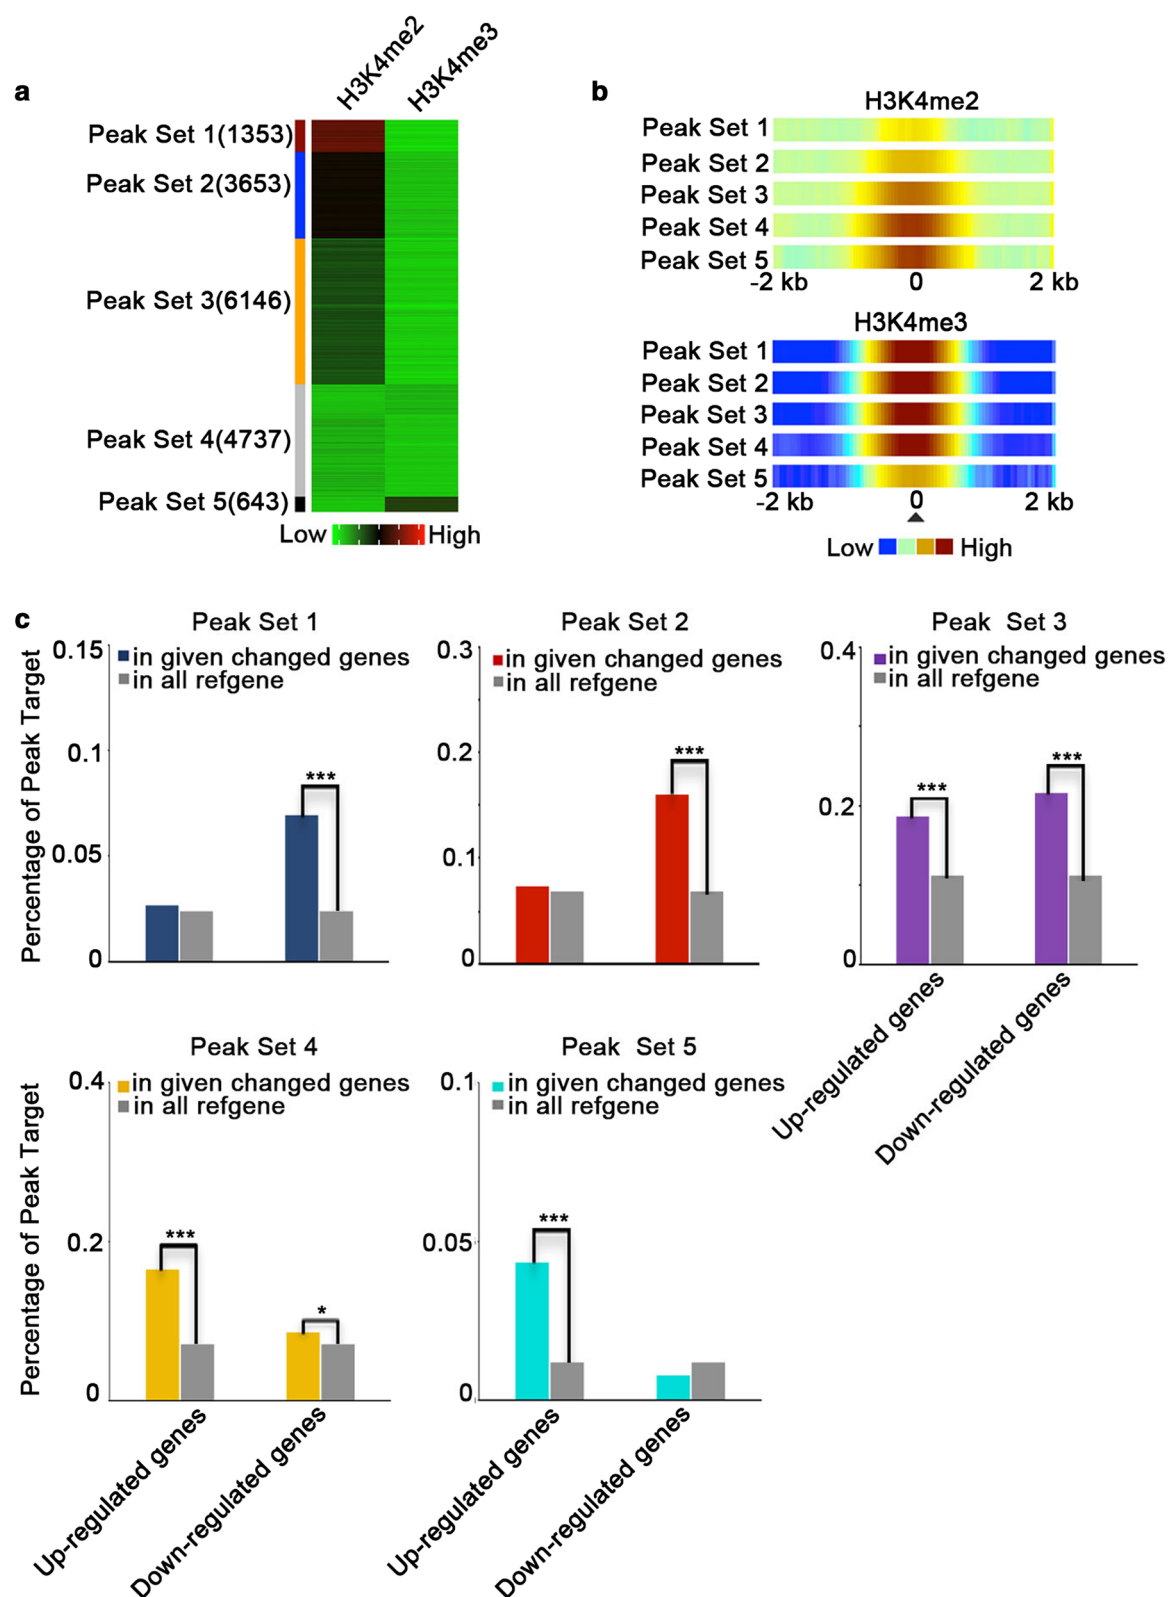 a
H3K4me2
H3K4me3
Peak Set 1(1353)
Peak Set 2(3653)
Peak Set 3(6146)
Peak Set 4(4737)
Peak Set 5(643)
Low High
b
H3K4me2
Peak Set 1
Peak Set 2
Peak Set 3
Peak Set 4
Peak Set 5
-2 kb 0 2 kb
H3K4me3
Peak Set 1
Peak Set 2
Peak Set 3
Peak Set 4
Peak Set 5
-2 kb 0 2 kb
Low High
c
Peak Set 1
Percentage of Peak Target
0.15
0.1
0.05
0
in given changed genes
in all refgene
***
Peak Set 2
0.3
0.2
0.1
0
in given changed genes
in all refgene
***
Peak Set 3
0.4
0.2
0
in given changed genes
in all refgene
***
***
Up-regulated genes
Down-regulated genes
Peak Set 4
Percentage of Peak Target
0.4
0.2
0
in given changed genes
in all refgene
***
*
Up-regulated genes
Down-regulated genes
Peak Set 5
0.1
0.05
0
in given changed genes
in all refgene
***
Up-regulated genes
Down-regulated genes